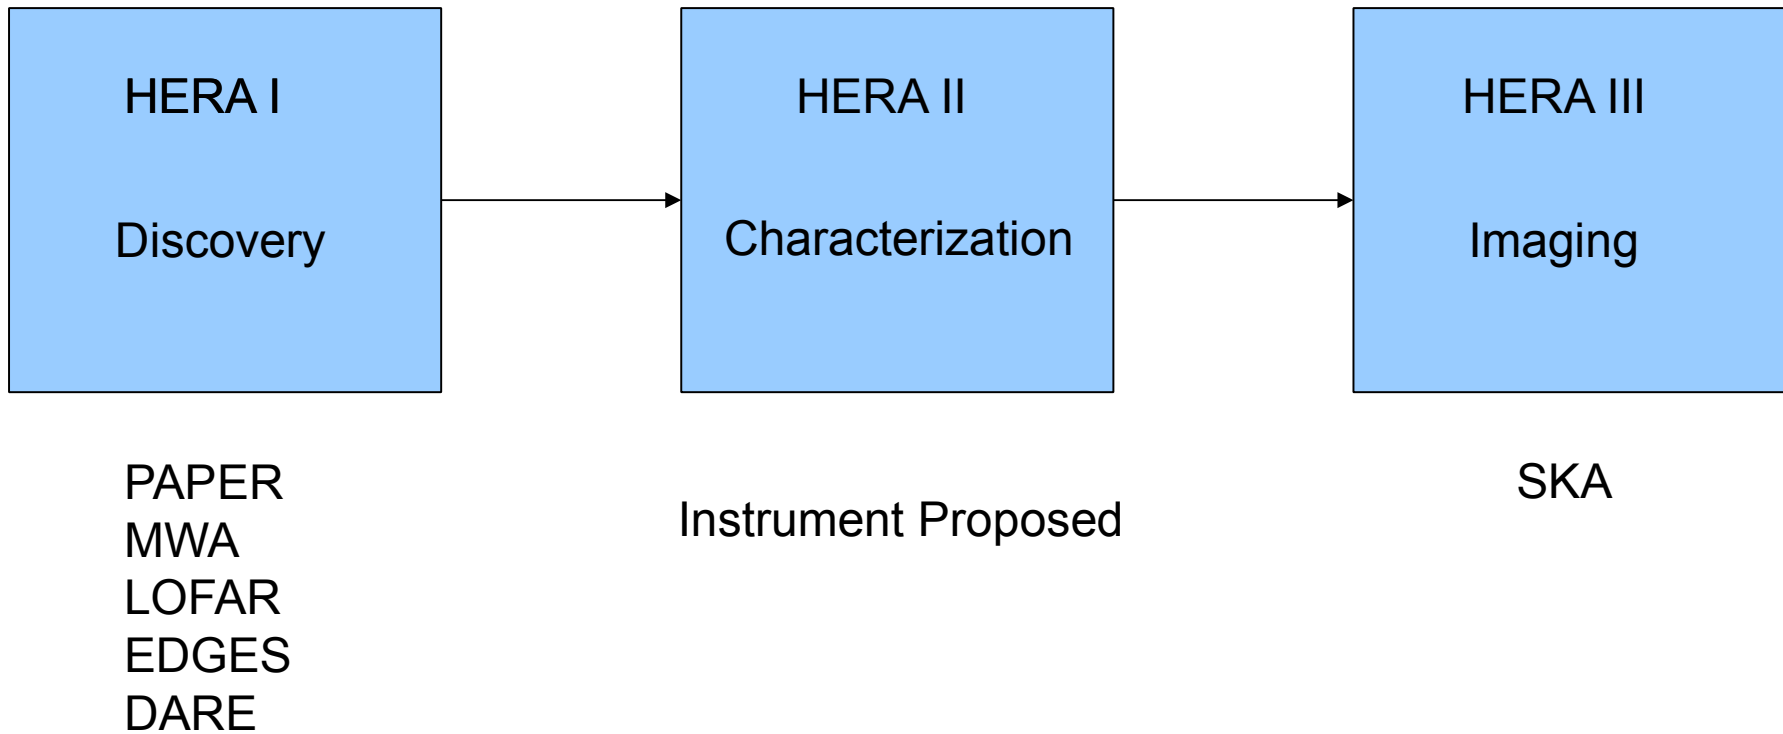 HERA I
Discovery
PAPER
MWA
LOFAR
EDGES
DARE
HERA II
Characterization
Instrument Proposed
HERA III
Imaging
SKA